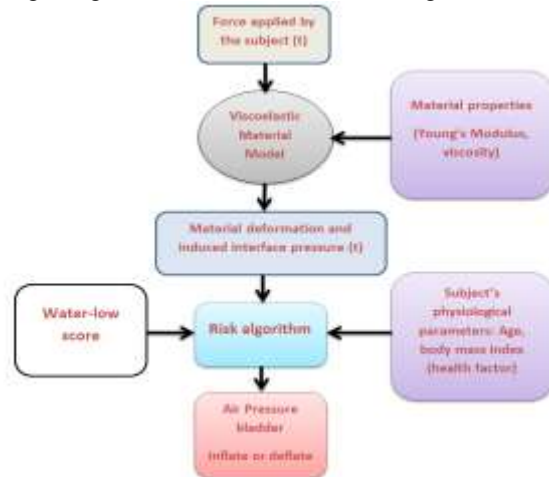 Force applied by
the subject (t)
Viscoelastic
Material
Model
Material properties
(Young's Modulus,
viscosity)
Material deformation and
induced interface pressure (t)
Water-low
score
Risk algorithm
Subject's
physiological
parameters: Age,
body mass index
(health factor)
Air Pressure
bladder
Inflate or deflate